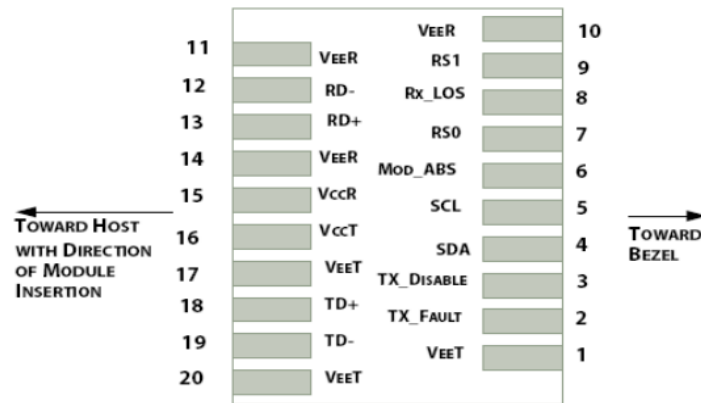 11 VEER
12 RD-
13 RD+
14 VEER
15 VCCR
16 VCCT
17 VEET
18 TD+
19 TD-
20 VEET
VEER 10
RS1 9
RX_LOS 8
RS0 7
MOD_ABS 6
SCL 5
SDA 4
TX_DISABLE 3
TX_FAULT 2
VEET 1
TOWARD HOST
WITH DIRECTION
OF MODULE
INSERTION
TOWARD
BEZEL